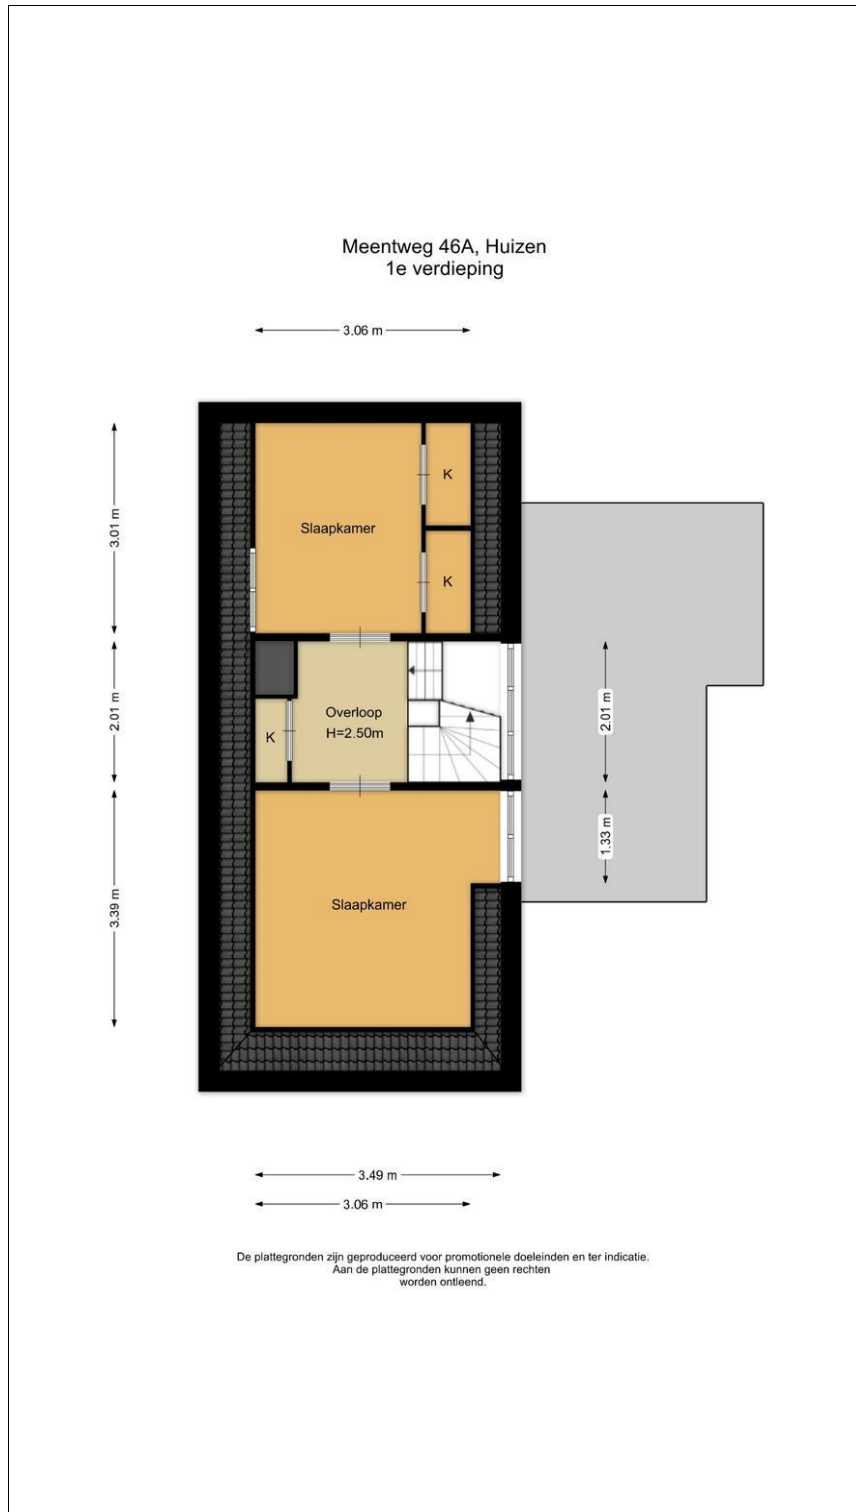 Meentweg 46A, Huizen
1e verdieping
3.06 m
3.01 m
K
Slaapkamer
K
2.01 m
Overloop
H=2.50m
K
2.01 m
1.33 m
3.39 m
Slaapkamer
3.49 m
3.06 m
De plattegronden zijn geproduceerd voor promotionele doeleinden en ter indicatie.
Aan de plattegronden kunnen geen rechten
worden ontleend.